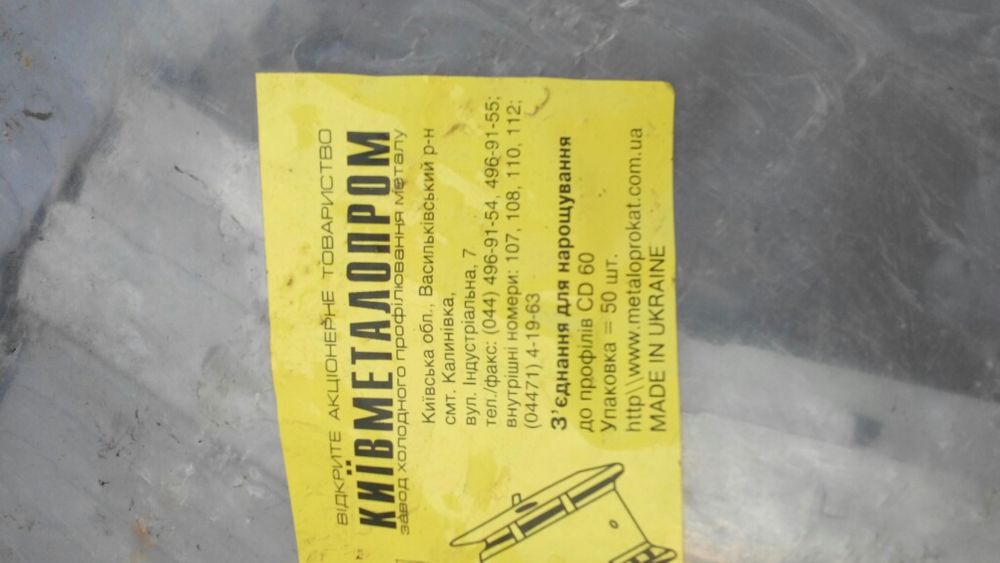 ВІДКРИТЕ АКЦІОНЕРНЕ ТОВАРИСТВО
КИЇВМЕТАЛОПРОМ
завод холодного профілювання металу
Київська обл., Васильківський р-н
смт. Калинівка,
вул. Індустріальна, 7
тел./факс: (044) 496-91-54, 496-91-55;
внутрішні номери: 107, 108, 110, 112;
(04471) 4-19-63
З’єднання для нарощування
до профілів CD 60
Упаковка = 50 шт.
http\\www.metaloprokat.com.ua
MADE IN UKRAINE